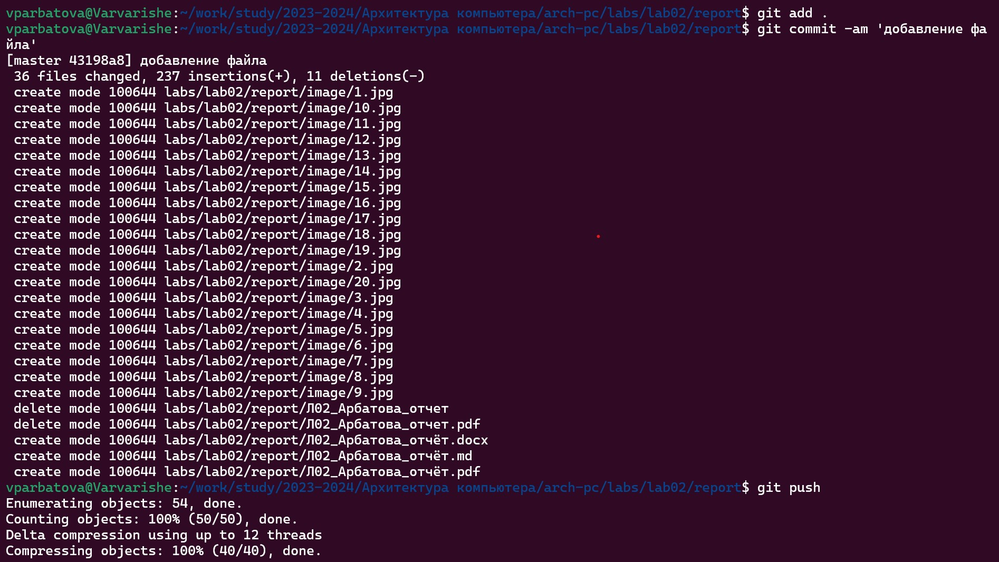 vparbatova@Varvarishe:~/work/study/2023-2024/Архитектура компьютера/arch-pc/labs/lab02/report$ git add .
vparbatova@Varvarishe:~/work/study/2023-2024/Архитектура компьютера/arch-pc/labs/lab02/report$ git commit -am 'добавление фа
йла'
[master 43198a8] добавление файла
 36 files changed, 237 insertions(+), 11 deletions(-)
 create mode 100644 labs/lab02/report/image/1.jpg
 create mode 100644 labs/lab02/report/image/10.jpg
 create mode 100644 labs/lab02/report/image/11.jpg
 create mode 100644 labs/lab02/report/image/12.jpg
 create mode 100644 labs/lab02/report/image/13.jpg
 create mode 100644 labs/lab02/report/image/14.jpg
 create mode 100644 labs/lab02/report/image/15.jpg
 create mode 100644 labs/lab02/report/image/16.jpg
 create mode 100644 labs/lab02/report/image/17.jpg
 create mode 100644 labs/lab02/report/image/18.jpg
 create mode 100644 labs/lab02/report/image/19.jpg
 create mode 100644 labs/lab02/report/image/2.jpg
 create mode 100644 labs/lab02/report/image/20.jpg
 create mode 100644 labs/lab02/report/image/3.jpg
 create mode 100644 labs/lab02/report/image/4.jpg
 create mode 100644 labs/lab02/report/image/5.jpg
 create mode 100644 labs/lab02/report/image/6.jpg
 create mode 100644 labs/lab02/report/image/7.jpg
 create mode 100644 labs/lab02/report/image/8.jpg
 create mode 100644 labs/lab02/report/image/9.jpg
 delete mode 100644 labs/lab02/report/Л02_Арбатова_отчет
 delete mode 100644 labs/lab02/report/Л02_Арбатова_отчет.pdf
 create mode 100644 labs/lab02/report/Л02_Арбатова_отчёт.docx
 create mode 100644 labs/lab02/report/Л02_Арбатова_отчёт.md
 create mode 100644 labs/lab02/report/Л02_Арбатова_отчёт.pdf
vparbatova@Varvarishe:~/work/study/2023-2024/Архитектура компьютера/arch-pc/labs/lab02/report$ git push
Enumerating objects: 54, done.
Counting objects: 100% (50/50), done.
Delta compression using up to 12 threads
Compressing objects: 100% (40/40), done.